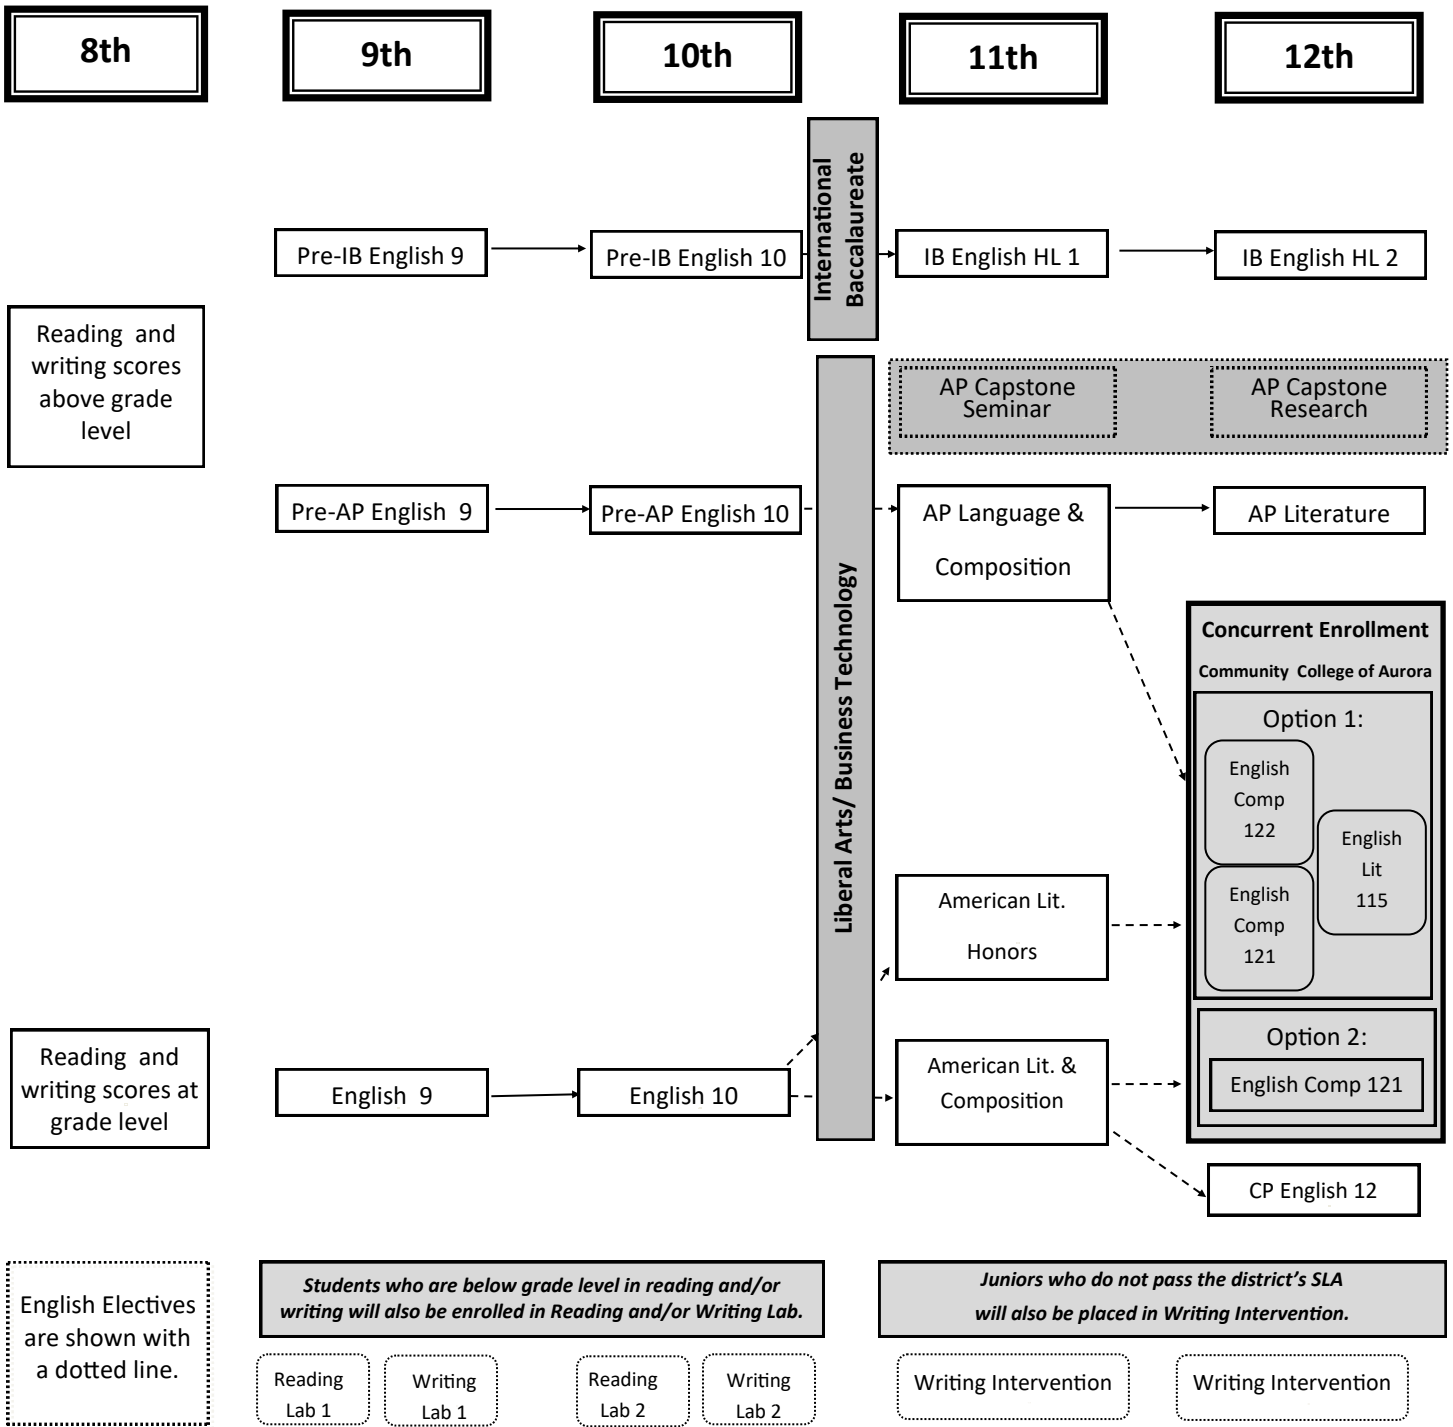 8th
9th
10th
11th
12th
International
Baccalaureate
Pre-IB English 9
Pre-IB English 10
IB English HL 1
IB English HL 2
Reading and
writing scores
above grade
level
AP Capstone
Seminar
AP Capstone
Research
Pre-AP English 9
Pre-AP English 10
AP Language &
Composition
AP Literature
Liberal Arts/ Business Technology
Concurrent Enrollment
Community College of Aurora
Option 1:
English
Comp
122
English
Lit
115
English
Comp
121
American Lit.
Honors
Reading and
writing scores at
grade level
English 9
English 10
American Lit. &
Composition
Option 2:
English Comp 121
CP English 12
English Electives
are shown with
a dotted line.
Students who are below grade level in reading and/or
writing will also be enrolled in Reading and/or Writing Lab.
Juniors who do not pass the district's SLA
will also be placed in Writing Intervention.
Reading
Lab 1
Writing
Lab 1
Reading
Lab 2
Writing
Lab 2
Writing Intervention
Writing Intervention